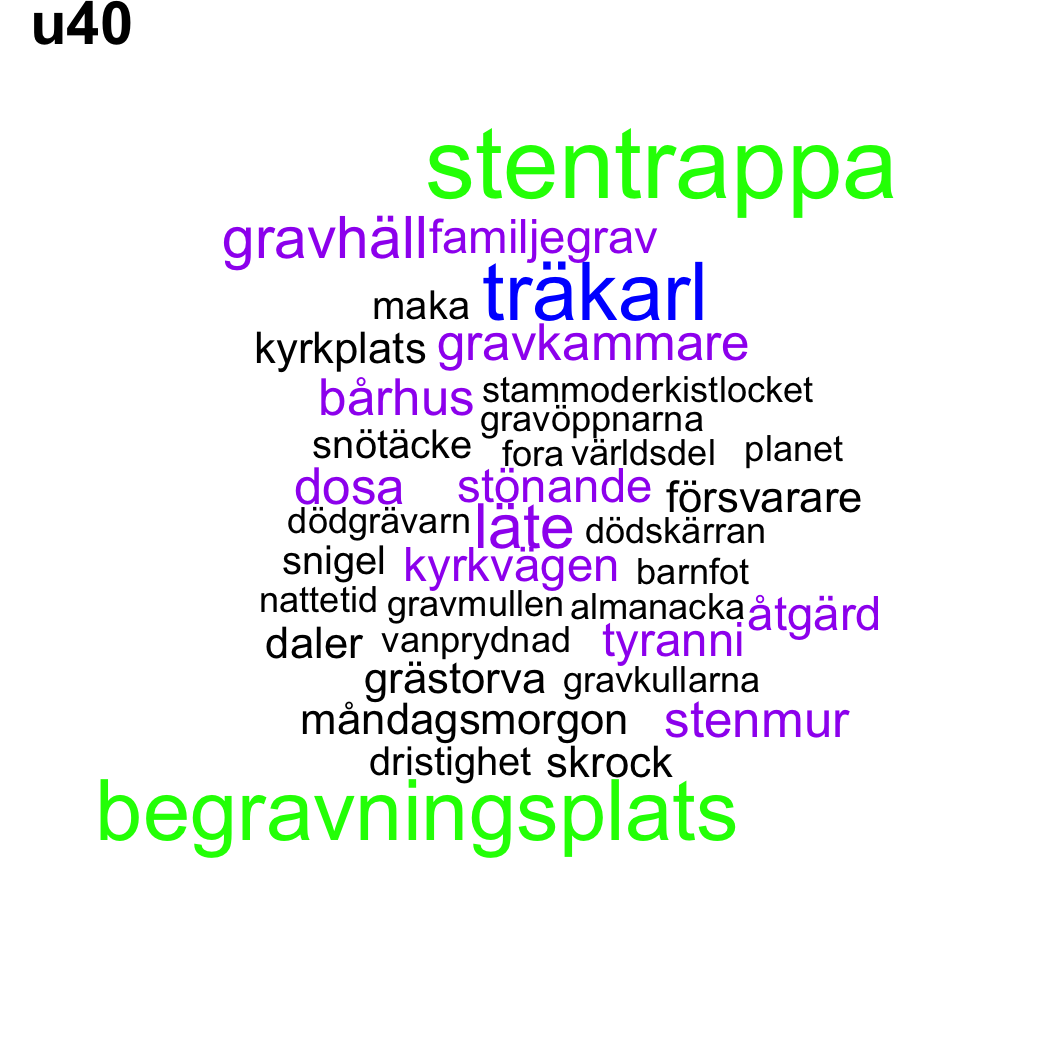 u40
stentrappa
gravhäll familjegrav
maka träkarl
kyrkplats gravkammare
bårhus stammoderkistlocket
gravöppnarna
snötäcke fora världsdel planet
dosa stönande försvarare
dödgrävarn läte dödskärran
snigel kyrkvägen barnfot
nattetid gravmullen almanacka åtgärd
daler vanprydnad tyranni
grästorva gravkullarna
måndagsmorgon stenmur
dristighet skrock
begravningsplats